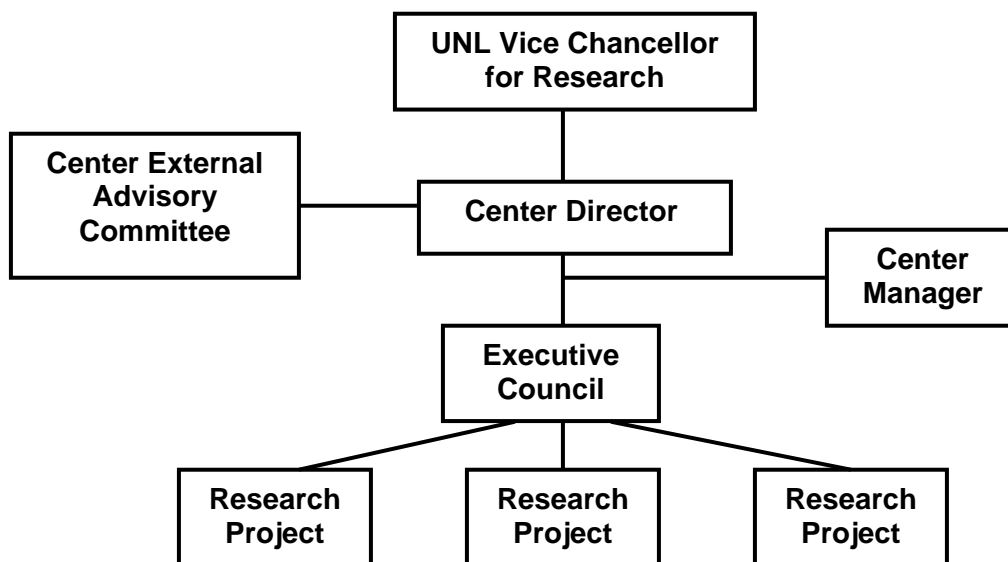 UNL Vice Chancellor
for Research
Center External
Advisory
Committee
Center Director
Center
Manager
Executive
Council
Research
Project
Research
Project
Research
Project